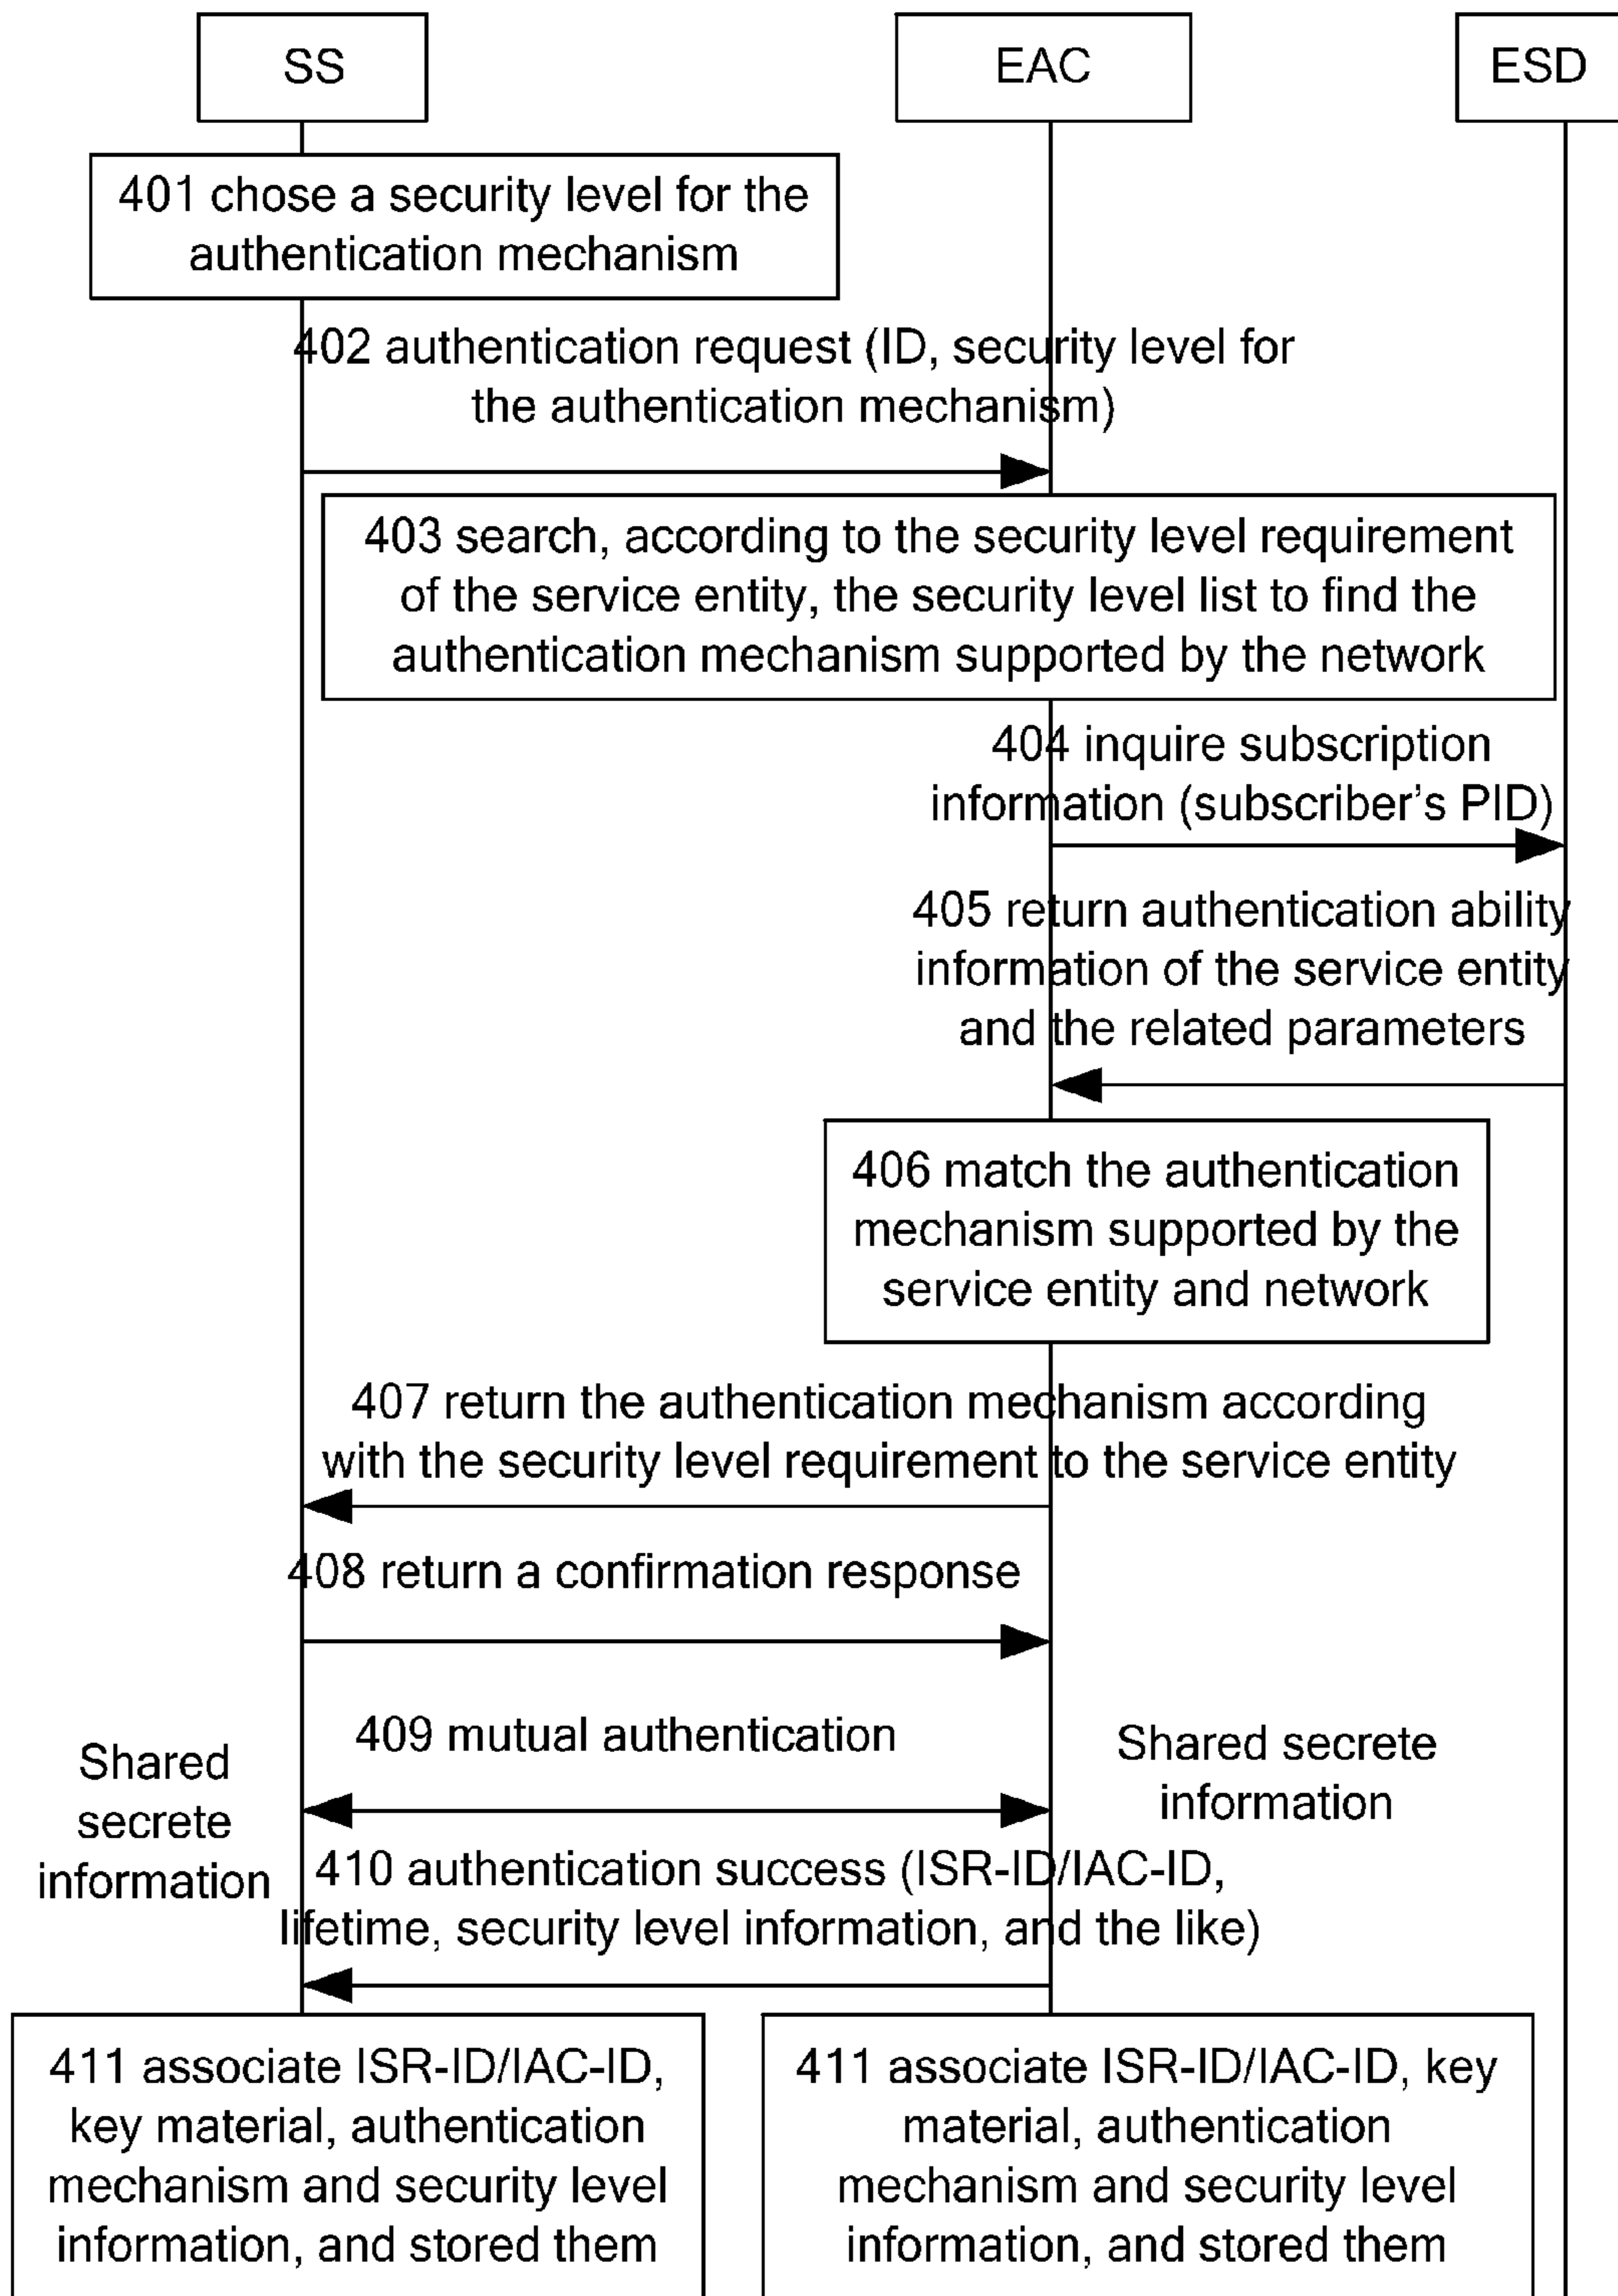 SS
EAC
ESD
401 chose a security level for the
authentication mechanism
402 authentication request (ID, security level for
the authentication mechanism)
403 search, according to the security level requirement
of the service entity, the security level list to find the
authentication mechanism supported by the network
404 inquire subscription
information (subscriber's PID)
405 return authentication ability
information of the service entity
and the related parameters
406 match the authentication
mechanism supported by the
service entity and network
407 return the authentication mechanism according
with the security level requirement to the service entity
408 return a confirmation response
409 mutual authentication
Shared
secrete
information
Shared secrete
information
410 authentication success (ISR-ID/IAC-ID,
lifetime, security level information, and the like)
411 associate ISR-ID/IAC-ID,
key material, authentication
mechanism and security level
information, and stored them
411 associate ISR-ID/IAC-ID, key
material, authentication
mechanism and security level
information, and stored them